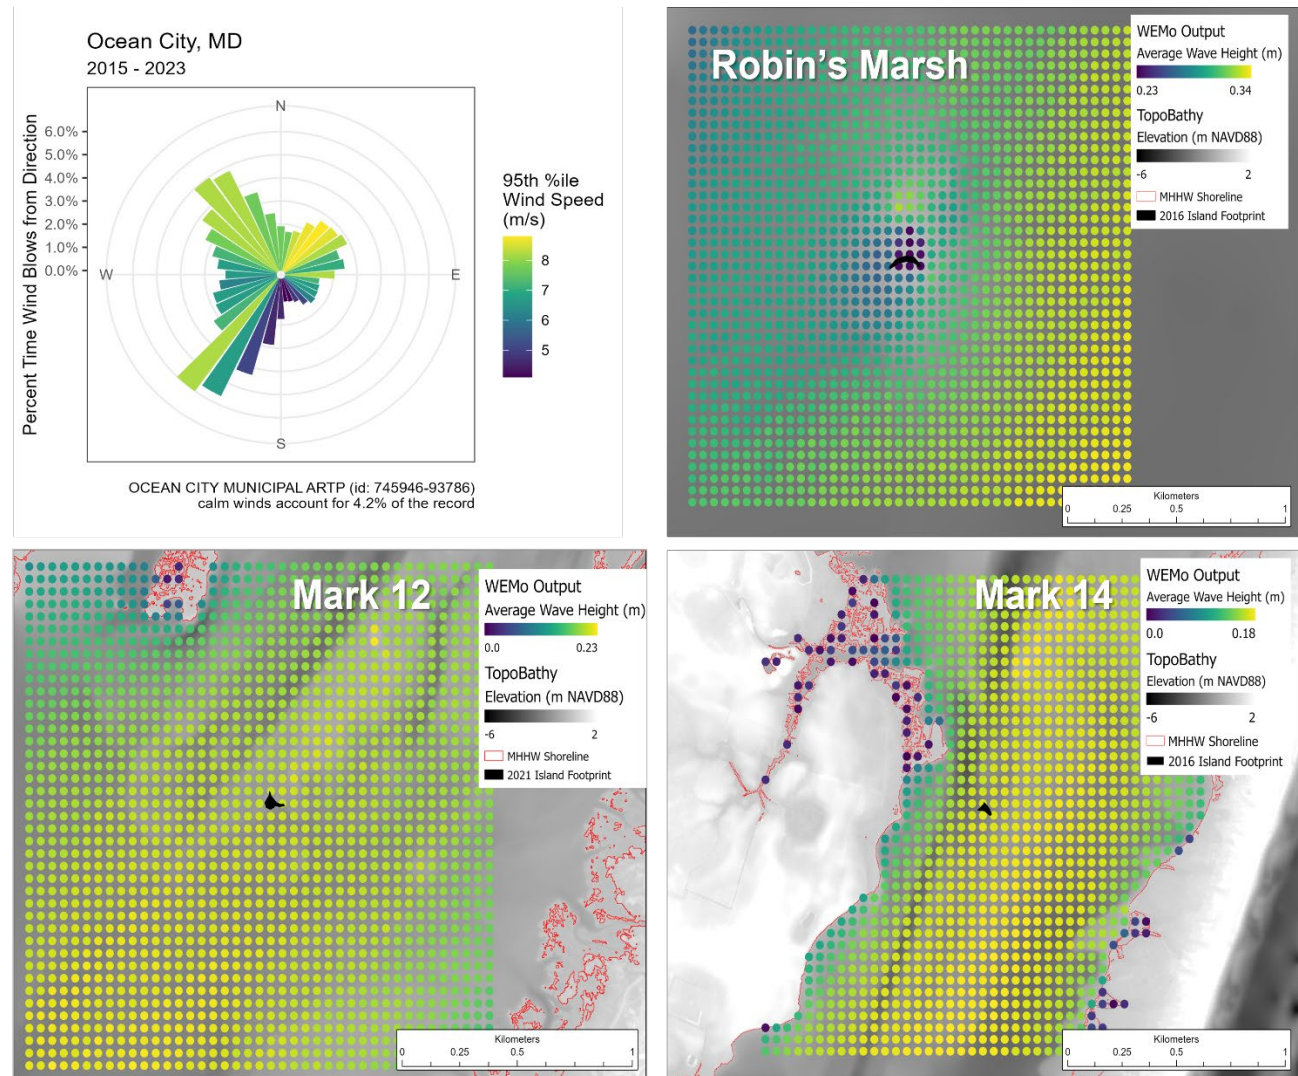 Ocean City, MD
2015 - 2023
Percent Time Wind Blows from Direction
6.0%
5.0%
4.0%
3.0%
2.0%
1.0%
0.0%
N
W
E
S
95th %ile
Wind Speed
(m/s)
8
7
6
5
OCEAN CITY MUNICIPAL ARTP (id: 745946-93786)
calm winds account for 4.2% of the record
Robin's Marsh
WEMo Output
Average Wave Height (m)
0.23 0.34
TopoBathy
Elevation (m NAVD88)
-6 2
MHHW Shoreline
2016 Island Footprint
Kilometers
0 0.25 0.5 1
Mark 12
WEMo Output
Average Wave Height (m)
0.0 0.23
TopoBathy
Elevation (m NAVD88)
-6 2
MHHW Shoreline
2021 Island Footprint
Kilometers
0 0.25 0.5 1
Mark 14
WEMo Output
Average Wave Height (m)
0.0 0.18
TopoBathy
Elevation (m NAVD88)
-6 2
MHHW Shoreline
2016 Island Footprint
Kilometers
0 0.25 0.5 1